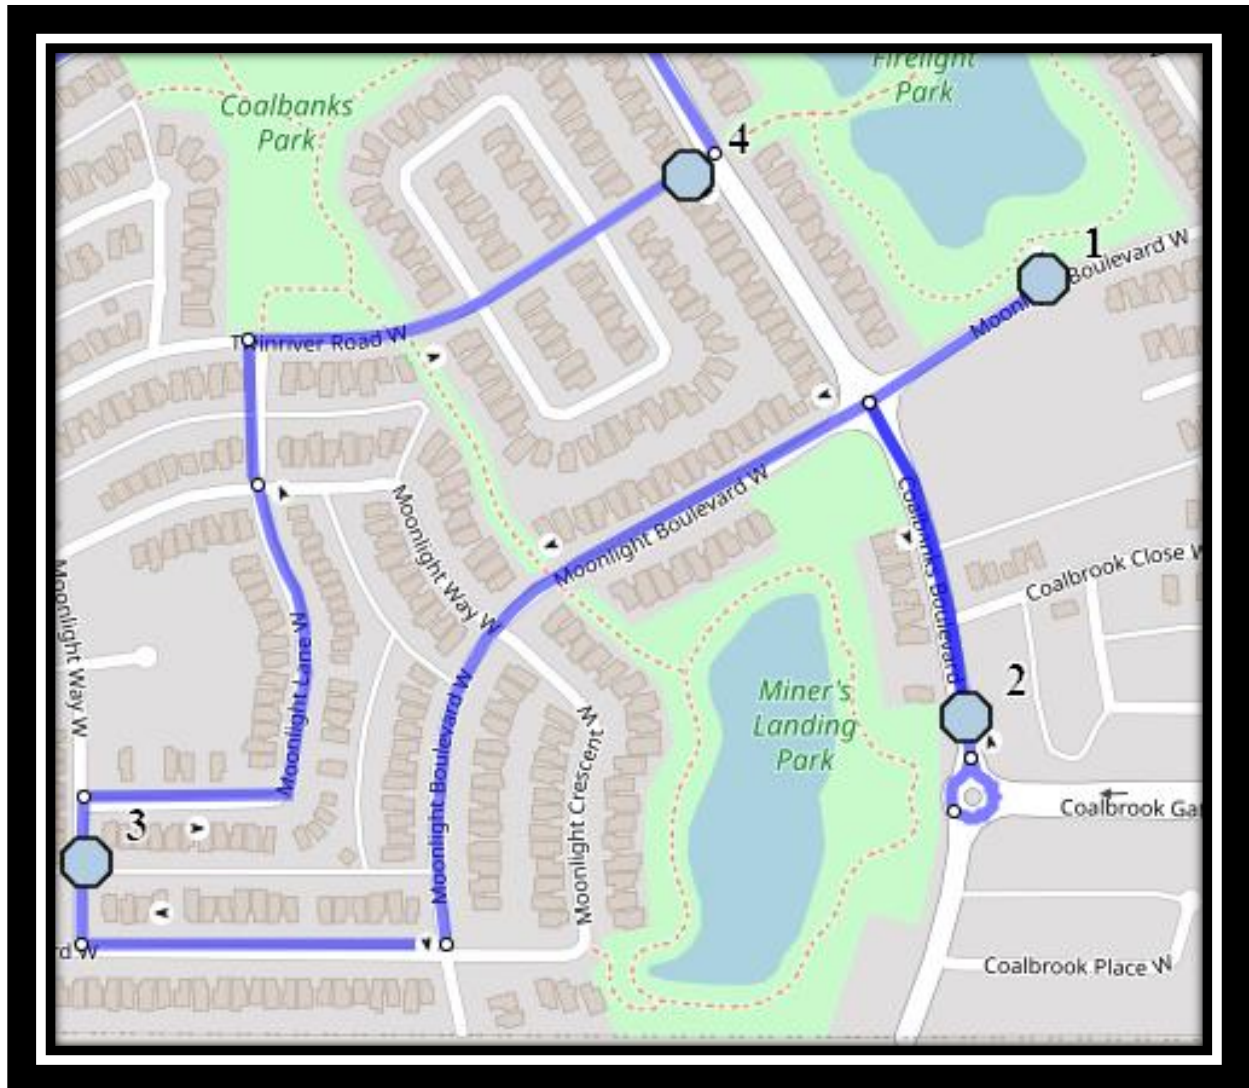 Firelight
Park
Coalbanks
Park
4
1
Moonl
Boulevard W
Twinriver Road W
Moonlight Boulevard W
Coalbanks Boulevard
Coalbrook Close W
Moonlight Way W
Moonlight Way W
Moonlight Lane W
Moonlight Boulevard W
2
Miner's
Landing
Park
Moonlight Crescent W
Coalbrook Ga
3
rd W
Coalbrook Place W